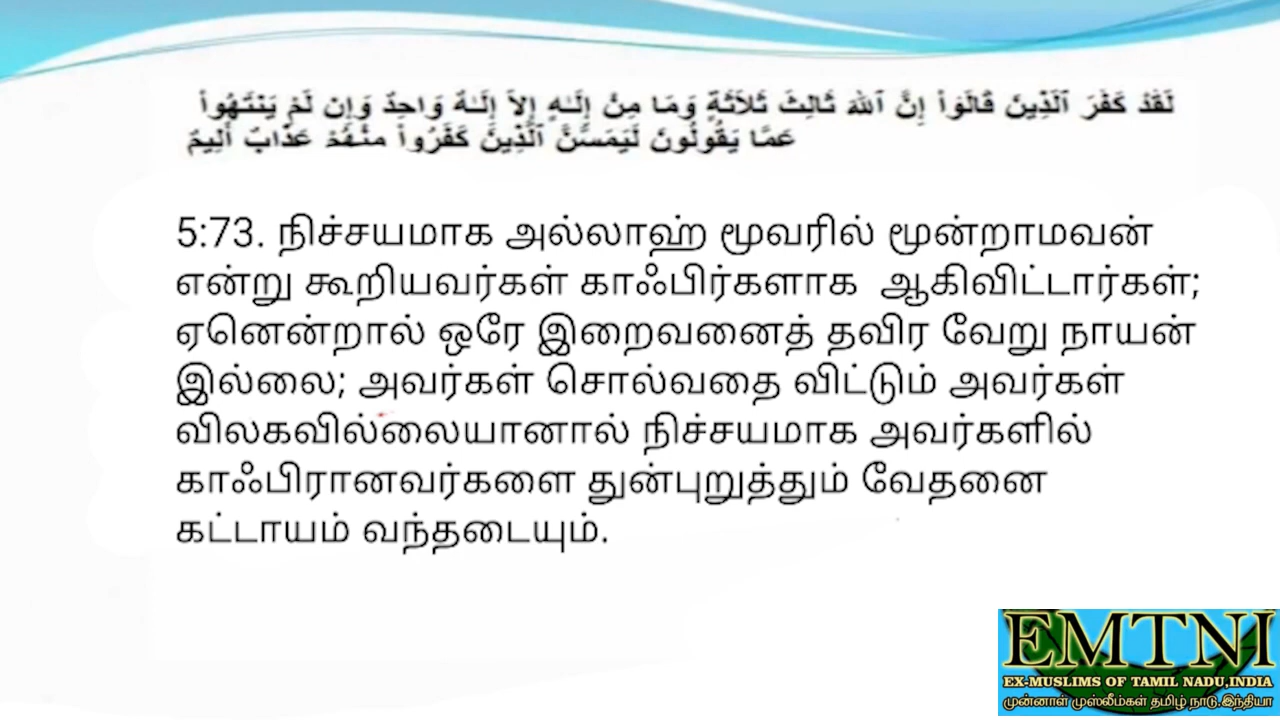 لَقَدْ كَفَرَ ٱلَّذِينَ قَالُوۤاْ إِنَّ ٱللَّهَ ثَالِثُ ثَلاَثَةٍ وَمَا مِنْ إِلَـٰهٍ إِلاَّ إِلَـٰهٌ وَاحِدٌ وَإِن لَّمْ يَنتَهُواْ
عَمَّا يَقُولُونَ لَيَمَسَّنَّ ٱلَّذِينَ كَفَرُواْ مِنْهُمْ عَذَابٌ أَلِيمٌ
5:73. நிச்சயமாக அல்லாஹ் மூவரில் மூன்றாமவன்
என்று கூறியவர்கள் காஃபிர்களாக ஆகிவிட்டார்கள்;
ஏனென்றால் ஒரே இறைவனைத் தவிர வேறு நாயன்
இல்லை; அவர்கள் சொல்வதை விட்டும் அவர்கள்
விலகவில்லையானால் நிச்சயமாக அவர்களில்
காஃபிரானவர்களை துன்புறுத்தும் வேதனை
கட்டாயம் வந்தடையும்.
EMTNI
EX-MUSLIMS OF TAMIL NADU,INDIA
முன்னாள் முஸ்லீம்கள் தமிழ் நாடு.இந்தியா